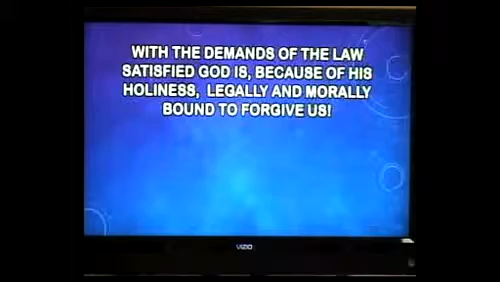 WITH THE DEMANDS OF THE LAW
SATISFIED GOD IS, BECAUSE OF HIS
HOLINESS, LEGALLY AND MORALLY
BOUND TO FORGIVE US!
VIZIO